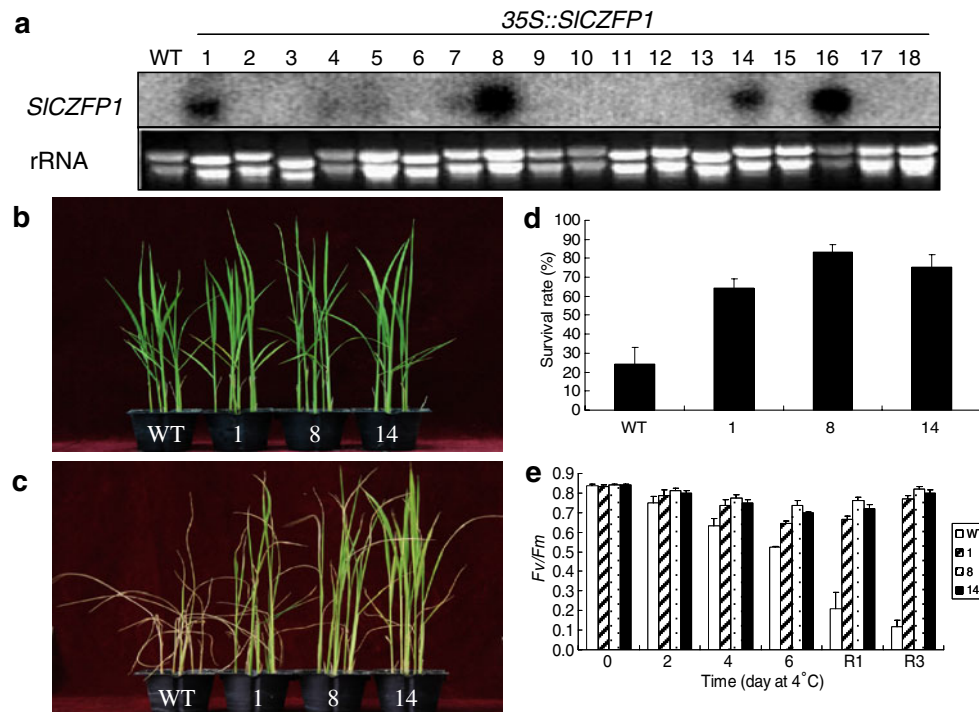 a
35S::SlCZFP1
WT 1 2 3 4 5 6 7 8 9 10 11 12 13 14 15 16 17 18
SlCZFP1
rRNA
b
WT 1 8 14
c
WT 1 8 14
d
Survival rate (%)
100
90
80
70
60
50
40
30
20
10
0
WT 1 8 14
e
Fv/Fm
0.9
0.8
0.7
0.6
0.5
0.4
0.3
0.2
0.1
0.0
0 2 4 6 R1 R3
Time (day at 4°C)
WT
1
8
14